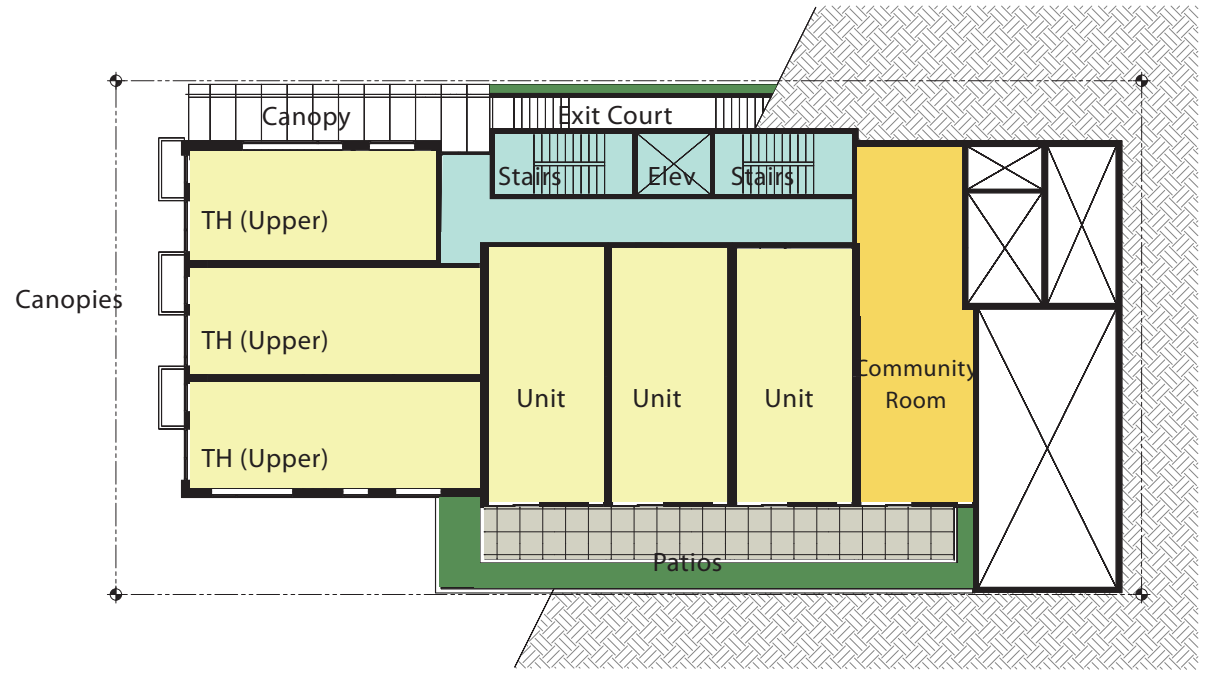 Canopy
Exit Court
Stairs
Elev
Stairs
TH (Upper)
Canopies
TH (Upper)
Community
Room
Unit
Unit
Unit
TH (Upper)
Patios